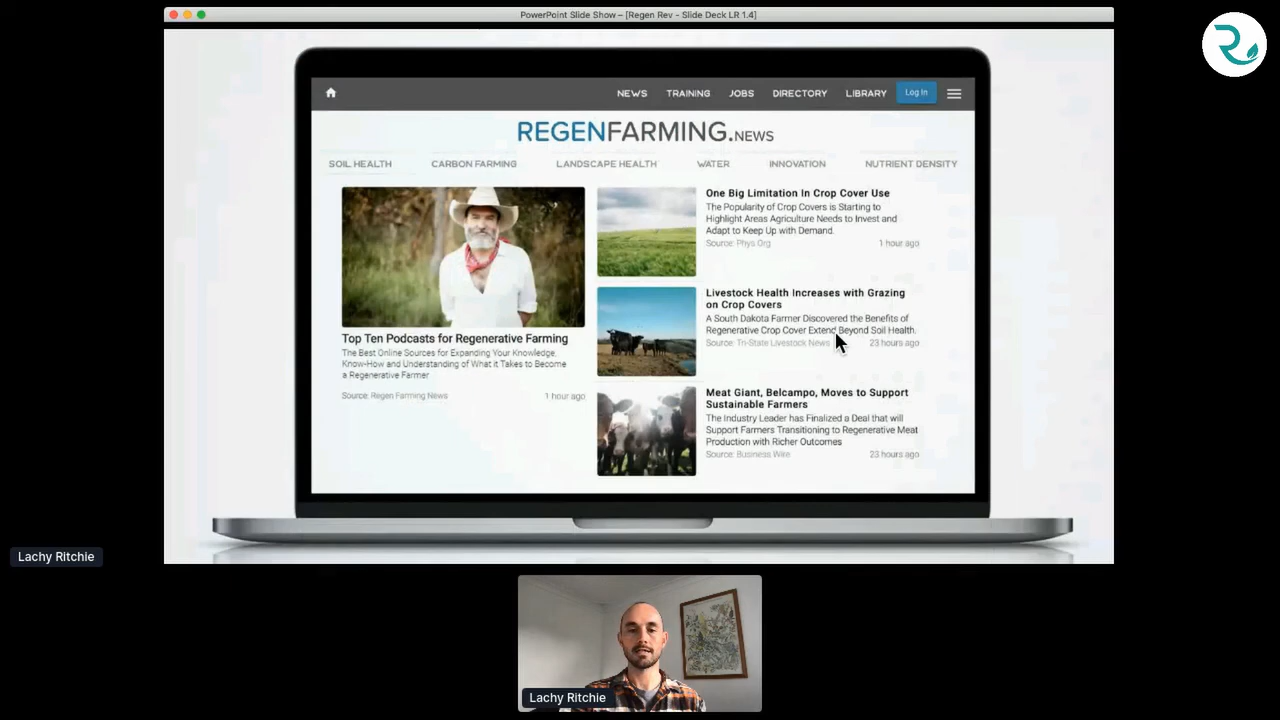 PowerPoint Slide Show – [Regen Rev - Slide Deck LR 1.4]
NEWS TRAINING JOBS DIRECTORY LIBRARY Log In
REGENFARMING.NEWS
SOIL HEALTH CARBON FARMING LANDSCAPE HEALTH WATER INNOVATION NUTRIENT DENSITY
Top Ten Podcasts for Regenerative Farming
The Best Online Sources for Expanding Your Knowledge,
Know-How and Understanding of What it Takes to Become
a Regenerative Farmer
Source: Regen Farming News 1 hour ago
One Big Limitation In Crop Cover Use
The Popularity of Crop Covers is Starting to
Highlight Areas Agriculture Needs to Invest and
Adapt to Keep Up with Demand.
Source: Phys Org 1 hour ago
Livestock Health Increases with Grazing
on Crop Covers
A South Dakota Farmer Discovered the Benefits of
Regenerative Crop Cover Extend Beyond Soil Health.
Source: Tri-State Livestock News 23 hours ago
Meat Giant, Belcampo, Moves to Support
Sustainable Farmers
The Industry Leader has Finalized a Deal that will
Support Farmers Transitioning to Regenerative Meat
Production with Richer Outcomes
Source: Business Wire 23 hours ago
Lachy Ritchie
Lachy Ritchie